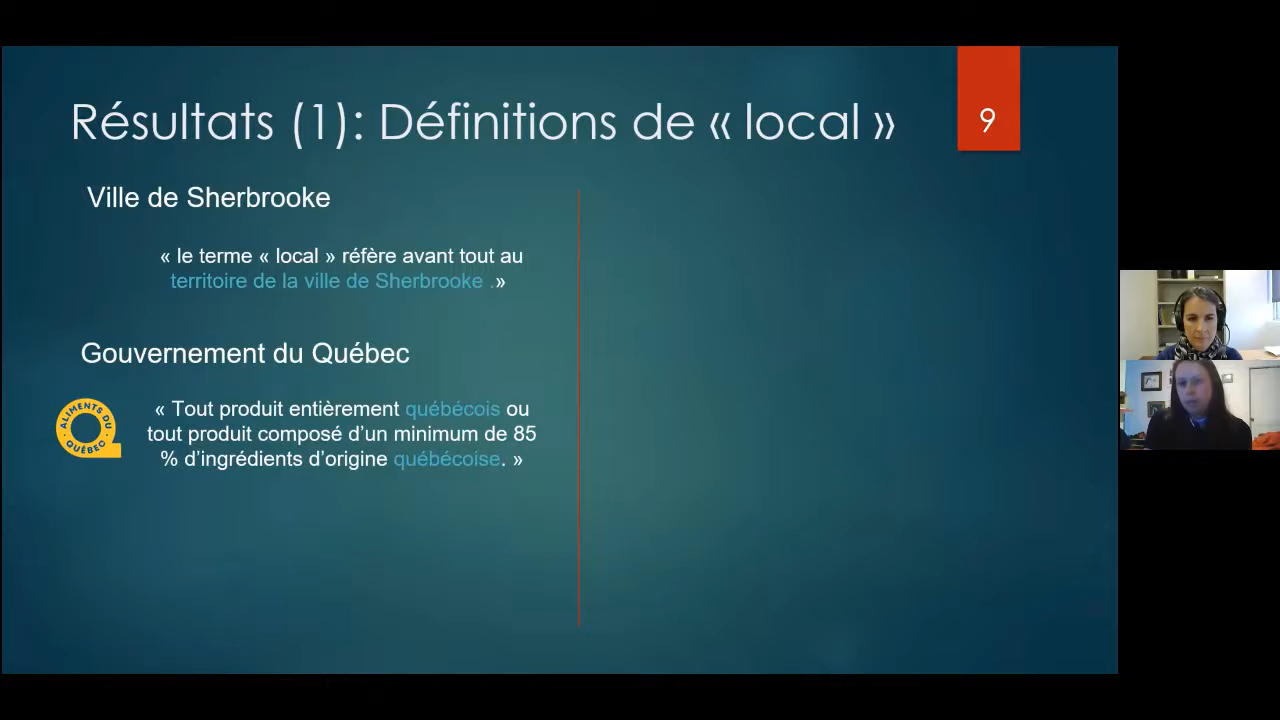 Résultats (1): Définitions de « local »
9
Ville de Sherbrooke
« le terme « local » réfère avant tout au
territoire de la ville de Sherbrooke .»
Gouvernement du Québec
ALIMENTS DU
QUÉBEC
« Tout produit entièrement québécois ou
tout produit composé d’un minimum de 85
% d’ingrédients d’origine québécoise. »